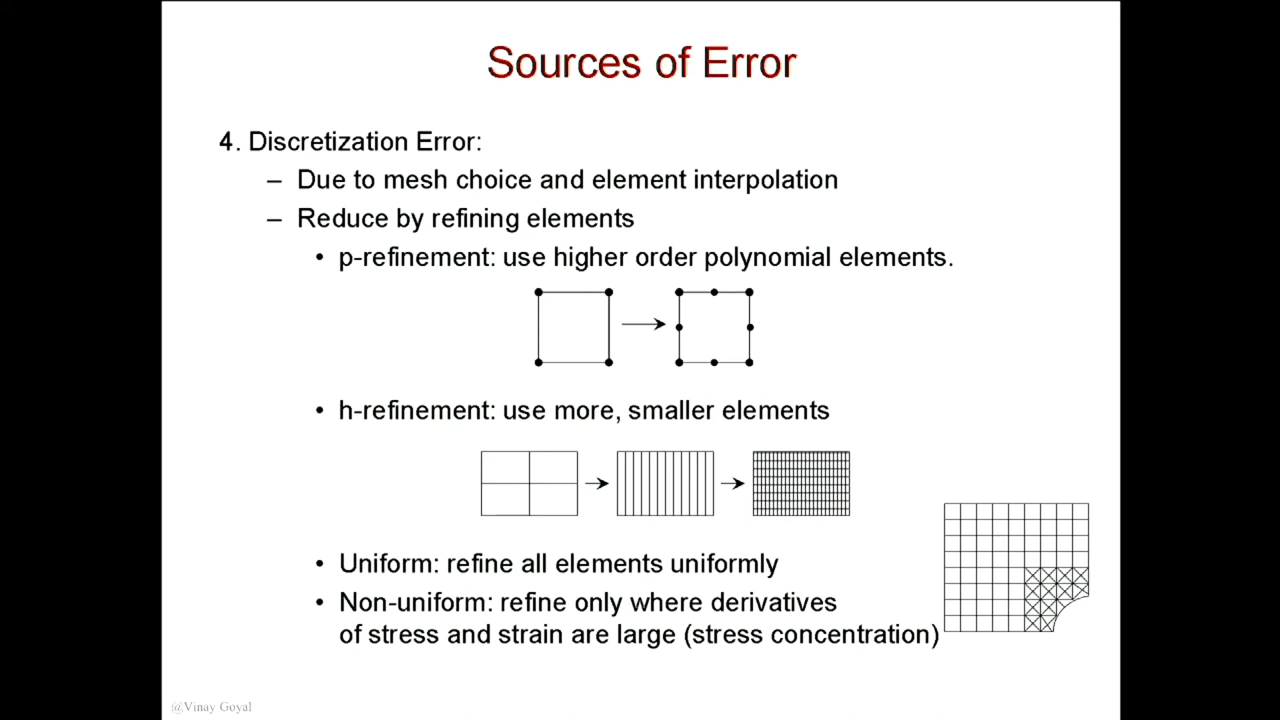 Sources of Error
4. Discretization Error:
– Due to mesh choice and element interpolation
– Reduce by refining elements
• p-refinement: use higher order polynomial elements.
• h-refinement: use more, smaller elements
• Uniform: refine all elements uniformly
• Non-uniform: refine only where derivatives
of stress and strain are large (stress concentration)
@Vinay Goyal